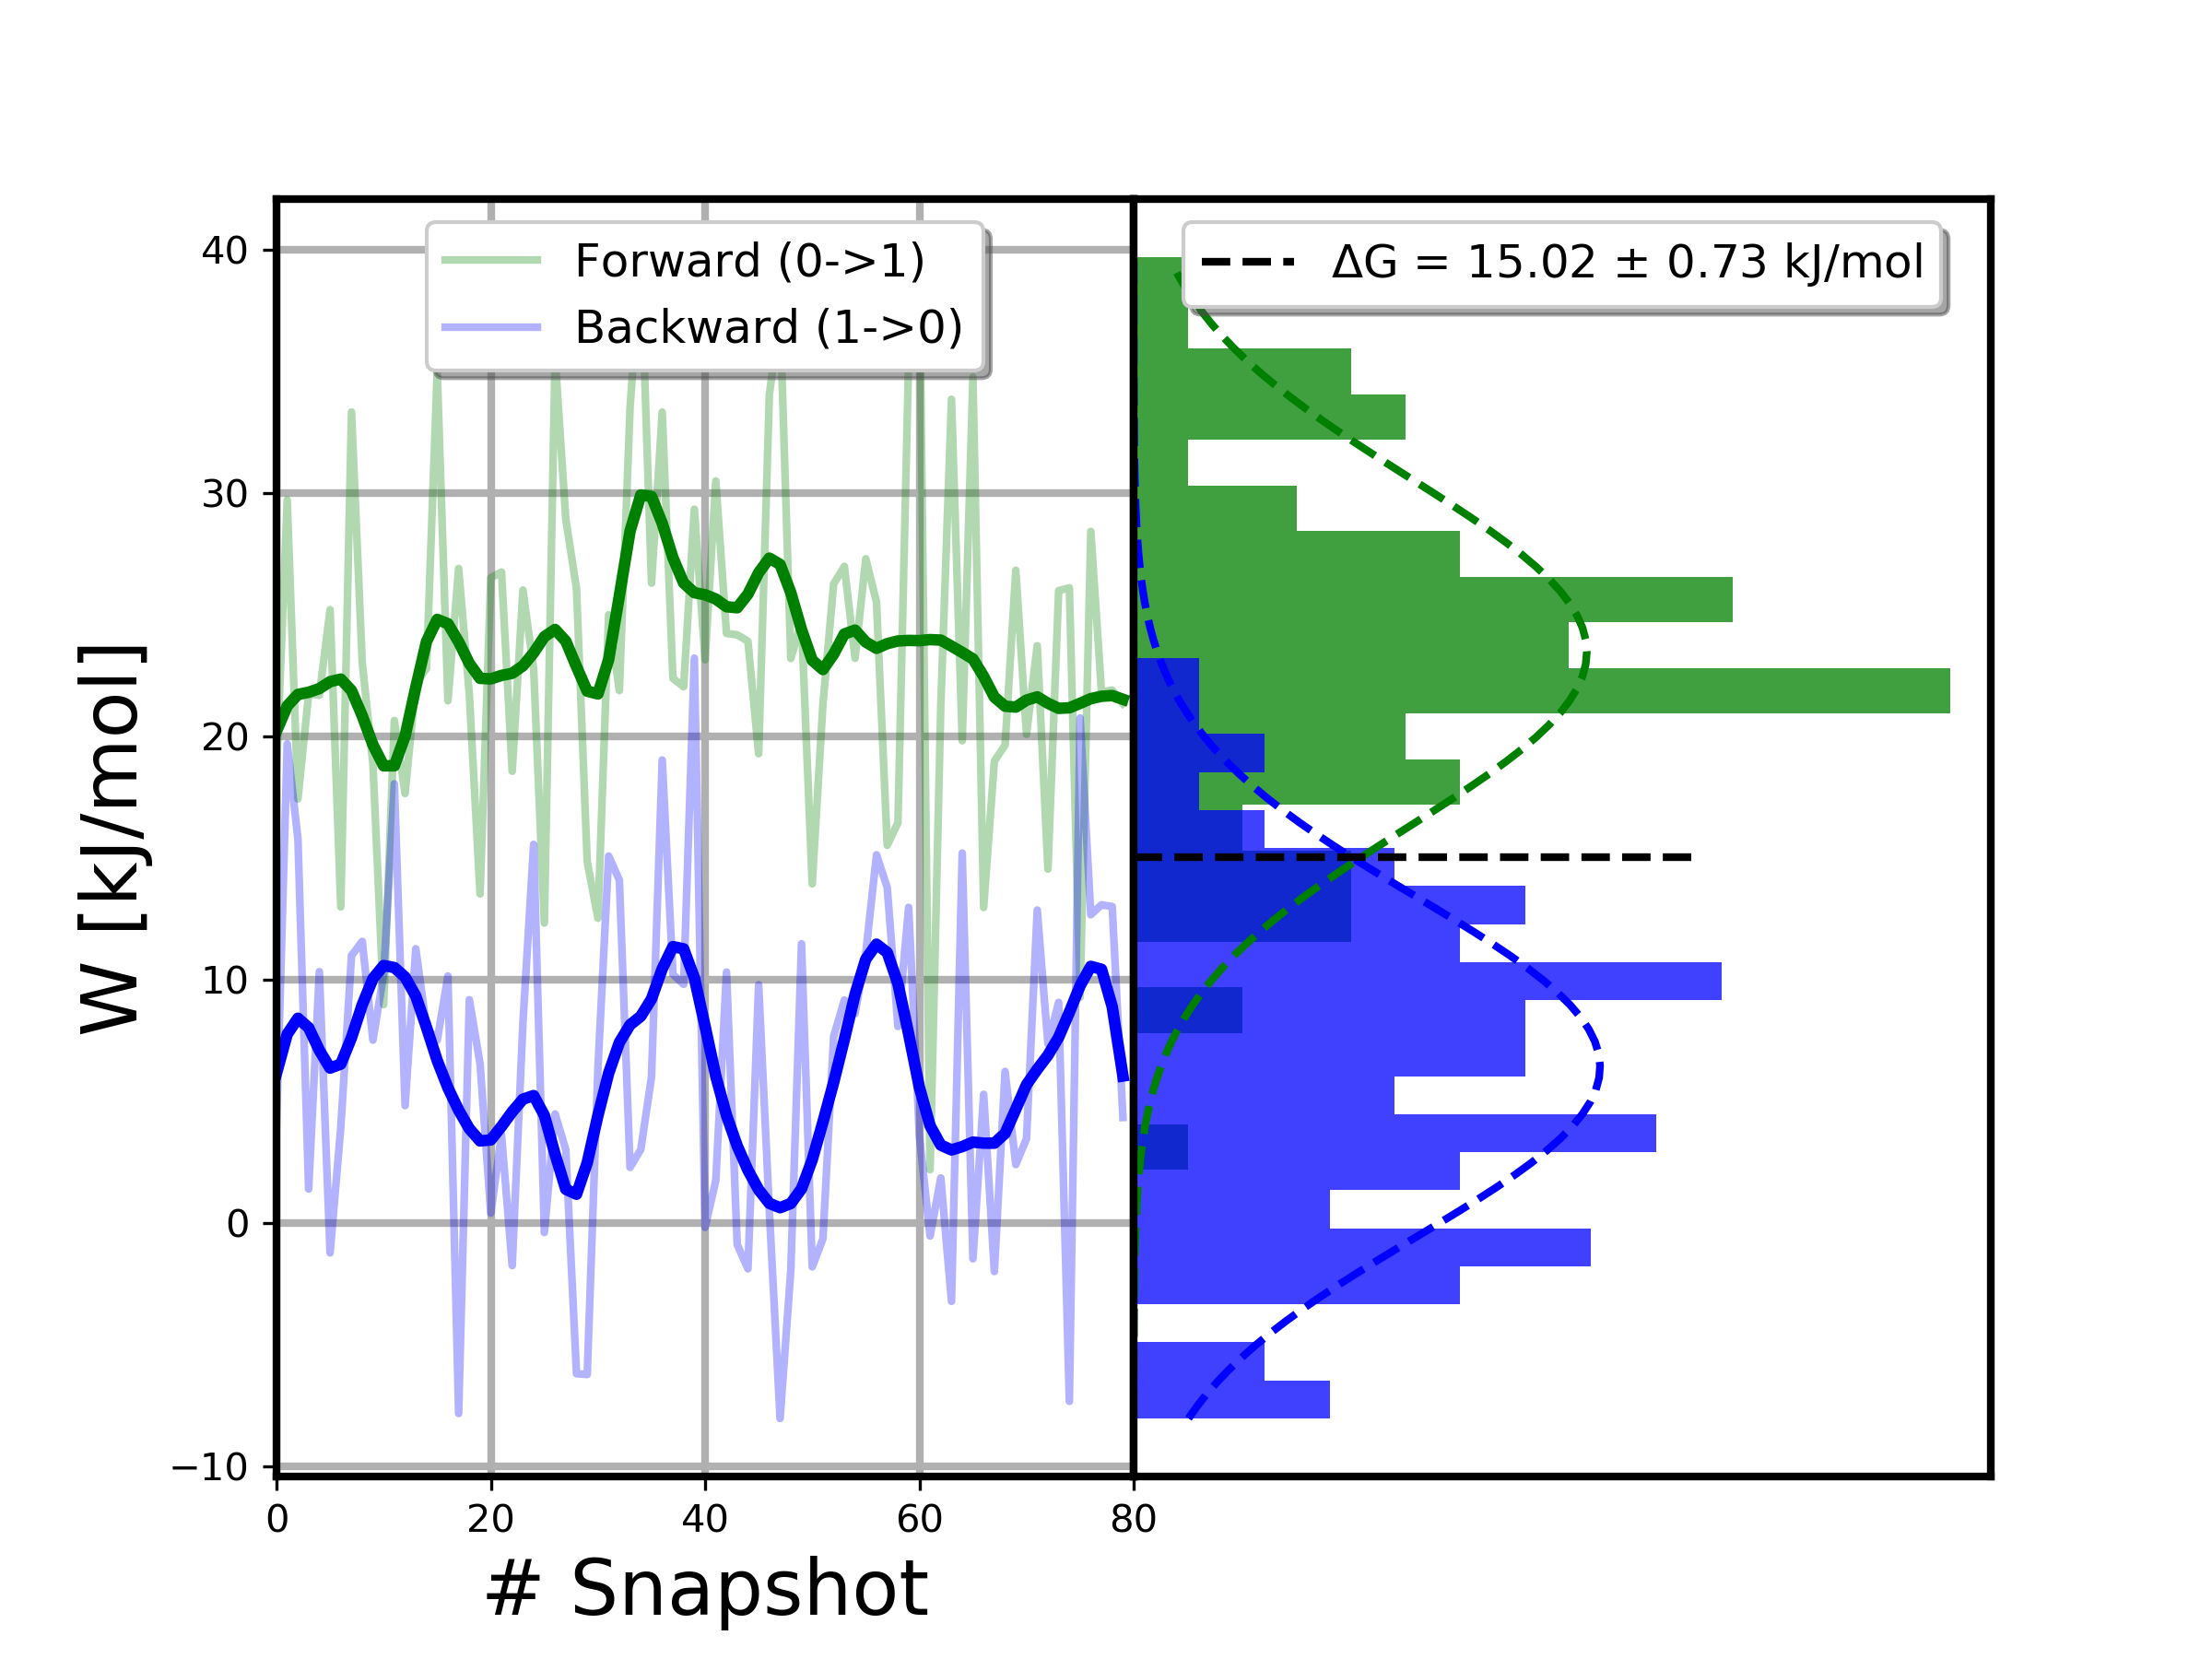 Forward (0->1)
Backward (1->0)
ΔG = 15.02 ± 0.73 kJ/mol
W [kJ/mol]
40
30
20
10
0
−10
0 20 40 60 80
# Snapshot